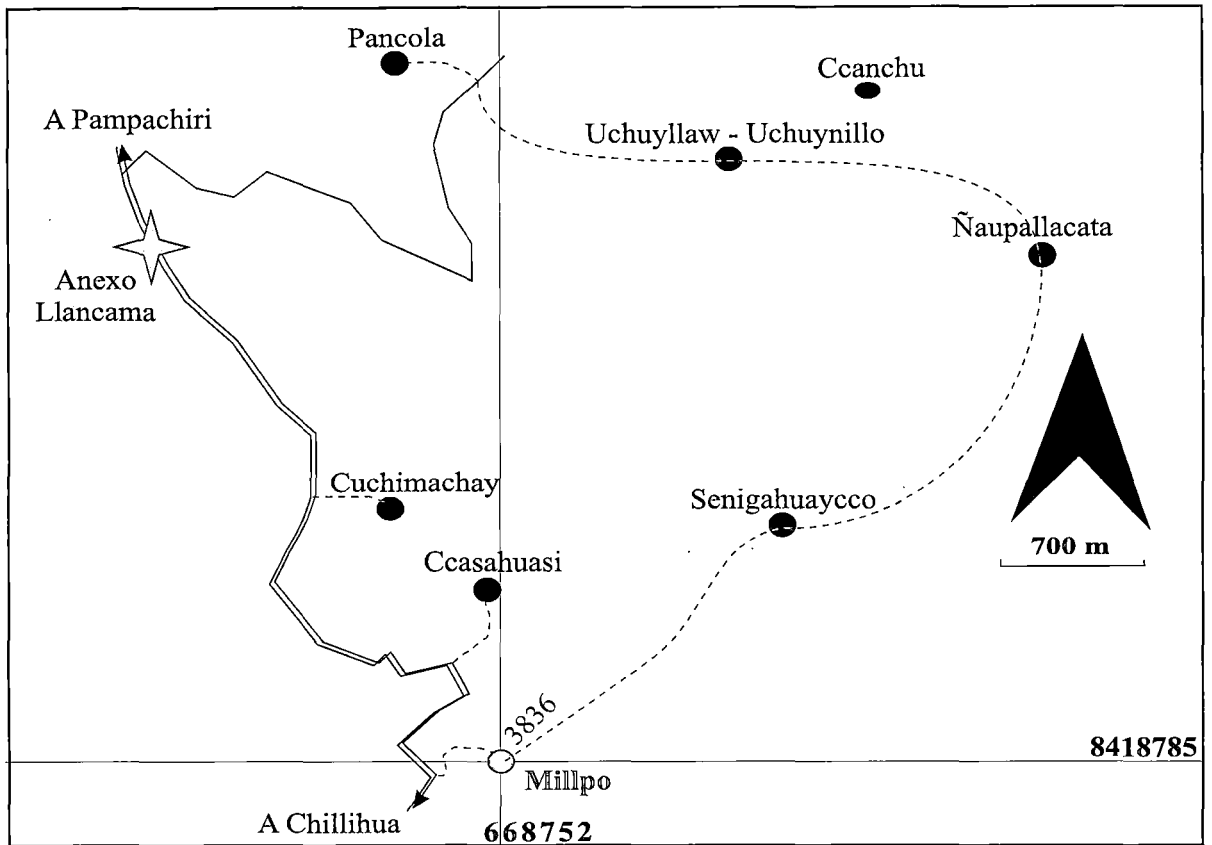 Pancola
Ccanchu
A Pampachiri
Uchuyllaw - Uchuynillo
Ñaupallacata
Anexo
Llancama
Cuchimachay
Senigahuaycco
700 m
Ccasahuasi
3836
8418785
Millpo
A Chillihua
668752